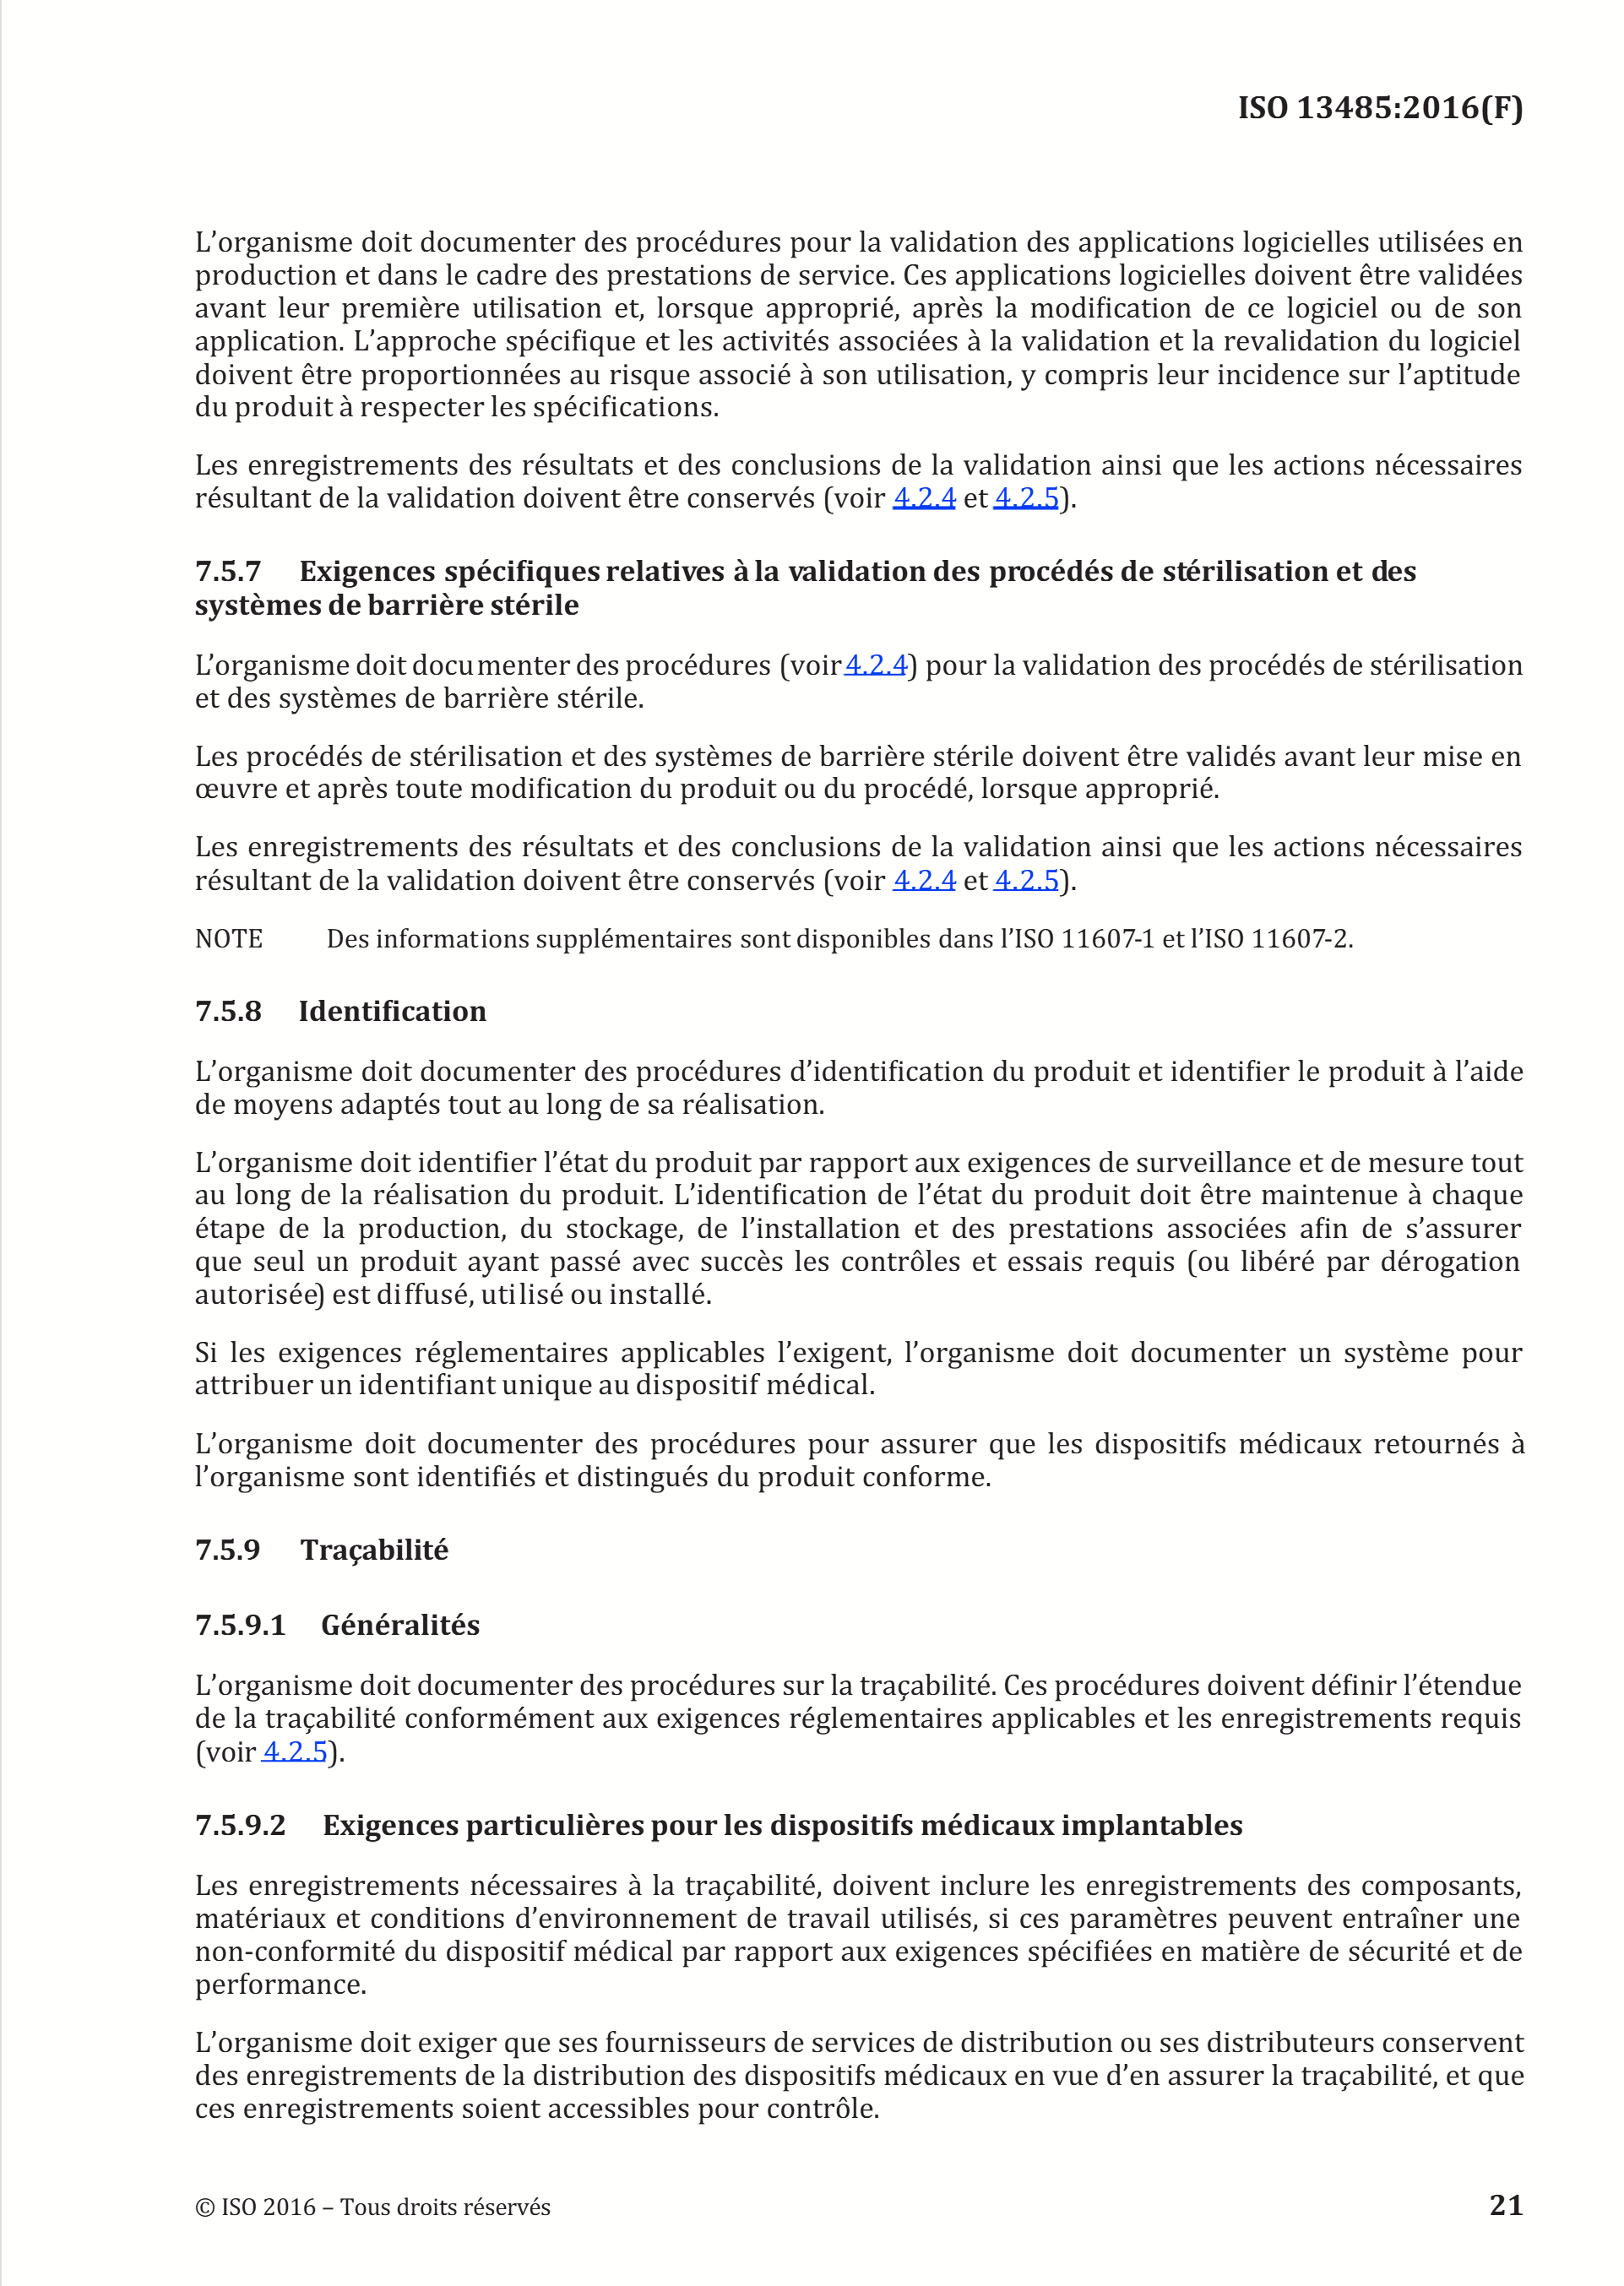 ISO 13485:2016(F)
L’organisme doit documenter des procédures pour la validation des applications logicielles utilisées en
production et dans le cadre des prestations de service. Ces applications logicielles doivent être validées
avant leur première utilisation et, lorsque approprié, après la modification de ce logiciel ou de son
application. L’approche spécifique et les activités associées à la validation et la revalidation du logiciel
doivent être proportionnées au risque associé à son utilisation, y compris leur incidence sur l’aptitude
du produit à respecter les spécifications.
Les enregistrements des résultats et des conclusions de la validation ainsi que les actions nécessaires
résultant de la validation doivent être conservés (voir 4.2.4 et 4.2.5).
7.5.7 Exigences spécifiques relatives à la validation des procédés de stérilisation et des
systèmes de barrière stérile
L’organisme doit documenter des procédures (voir 4.2.4) pour la validation des procédés de stérilisation
et des systèmes de barrière stérile.
Les procédés de stérilisation et des systèmes de barrière stérile doivent être validés avant leur mise en
œuvre et après toute modification du produit ou du procédé, lorsque approprié.
Les enregistrements des résultats et des conclusions de la validation ainsi que les actions nécessaires
résultant de la validation doivent être conservés (voir 4.2.4 et 4.2.5).
NOTE Des informations supplémentaires sont disponibles dans l’ISO 11607-1 et l’ISO 11607-2.
7.5.8 Identification
L’organisme doit documenter des procédures d’identification du produit et identifier le produit à l’aide
de moyens adaptés tout au long de sa réalisation.
L’organisme doit identifier l’état du produit par rapport aux exigences de surveillance et de mesure tout
au long de la réalisation du produit. L’identification de l’état du produit doit être maintenue à chaque
étape de la production, du stockage, de l’installation et des prestations associées afin de s’assurer
que seul un produit ayant passé avec succès les contrôles et essais requis (ou libéré par dérogation
autorisée) est diffusé, utilisé ou installé.
Si les exigences réglementaires applicables l’exigent, l’organisme doit documenter un système pour
attribuer un identifiant unique au dispositif médical.
L’organisme doit documenter des procédures pour assurer que les dispositifs médicaux retournés à
l’organisme sont identifiés et distingués du produit conforme.
7.5.9 Traçabilité
7.5.9.1 Généralités
L’organisme doit documenter des procédures sur la traçabilité. Ces procédures doivent définir l’étendue
de la traçabilité conformément aux exigences réglementaires applicables et les enregistrements requis
(voir 4.2.5).
7.5.9.2 Exigences particulières pour les dispositifs médicaux implantables
Les enregistrements nécessaires à la traçabilité, doivent inclure les enregistrements des composants,
matériaux et conditions d’environnement de travail utilisés, si ces paramètres peuvent entraîner une
non-conformité du dispositif médical par rapport aux exigences spécifiées en matière de sécurité et de
performance.
L’organisme doit exiger que ses fournisseurs de services de distribution ou ses distributeurs conservent
des enregistrements de la distribution des dispositifs médicaux en vue d’en assurer la traçabilité, et que
ces enregistrements soient accessibles pour contrôle.
© ISO 2016 – Tous droits réservés 21